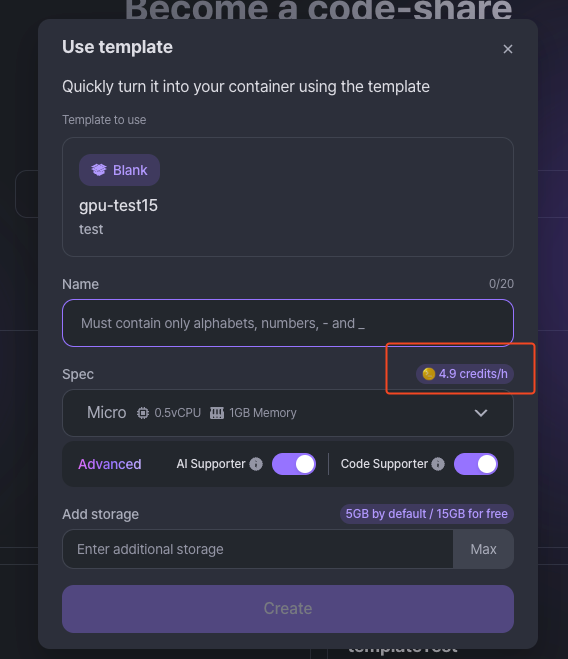 Become a code-share
Use template
Quickly turn it into your container using the template
Template to use
Blank
gpu-test15
test
Name 0/20
Must contain only alphabets, numbers, - and _
Spec 4.9 credits/h
Micro 0.5vCPU 1GB Memory
Advanced AI Supporter Code Supporter
Add storage 5GB by default / 15GB for free
Enter additional storage Max
Create
templateTest